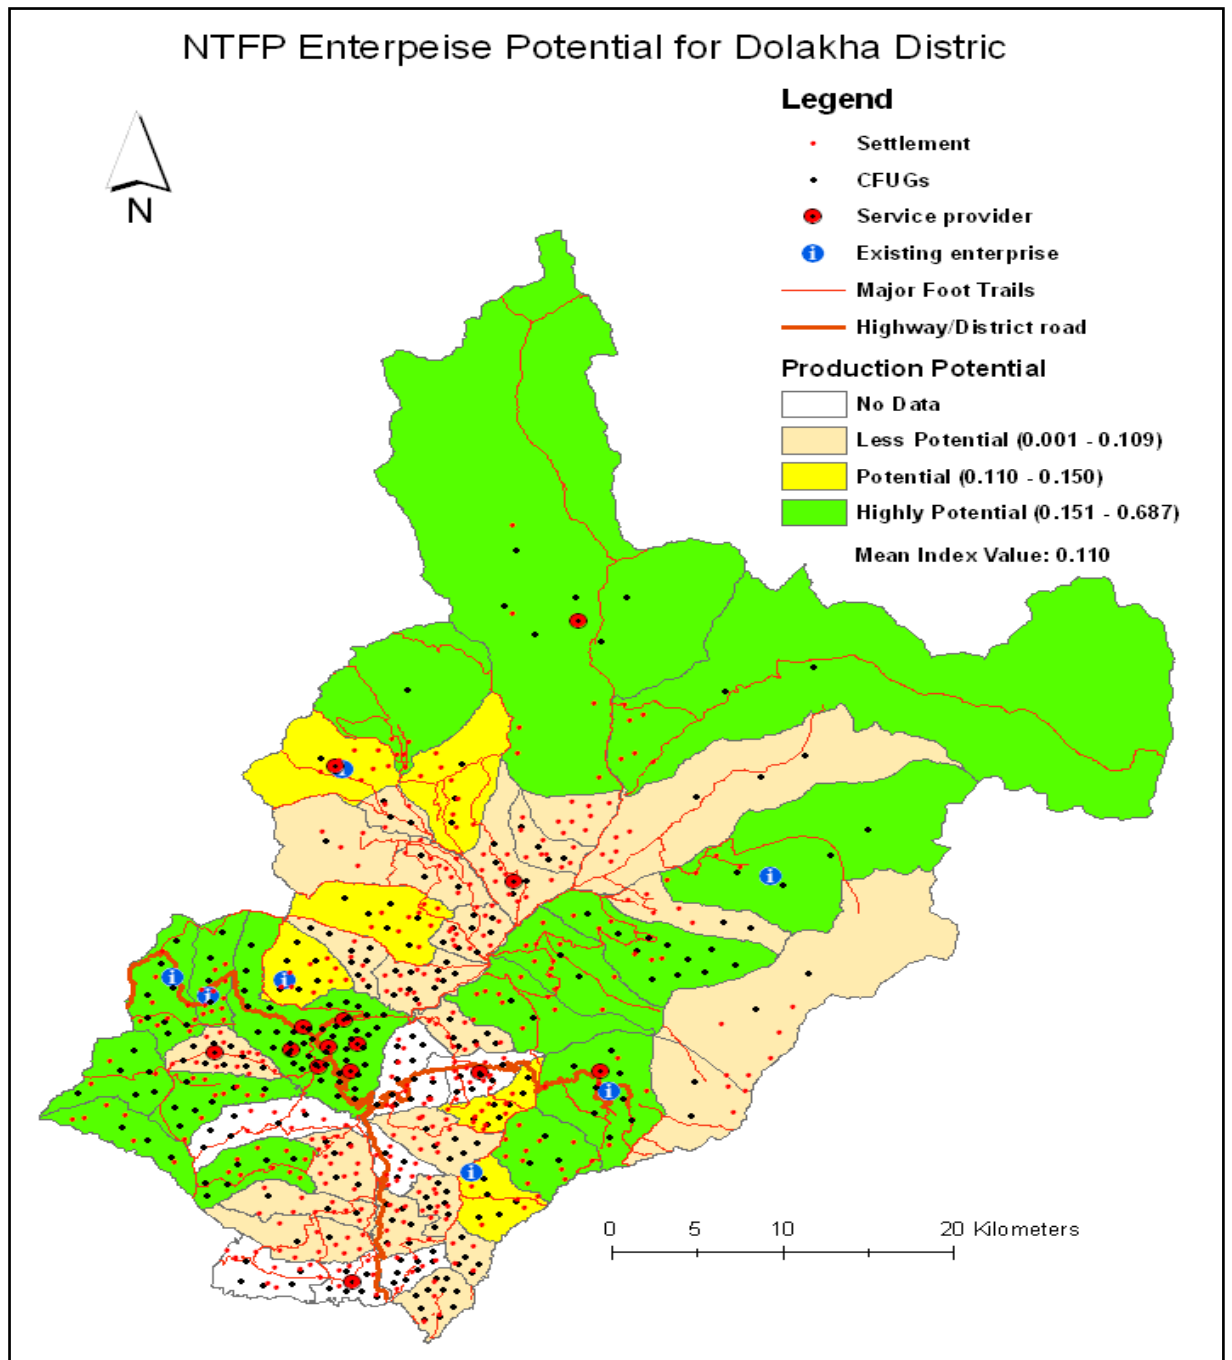 NTFP Enterpeise Potential for Dolakha Distric
N
Legend
Settlement
CFUGs
Service provider
Existing enterprise
Major Foot Trails
Highway/District road
Production Potential
No Data
Less Potential (0.001 - 0.109)
Potential (0.110 - 0.150)
Highly Potential (0.151 - 0.687)
Mean Index Value: 0.110
0 5 10 20 Kilometers